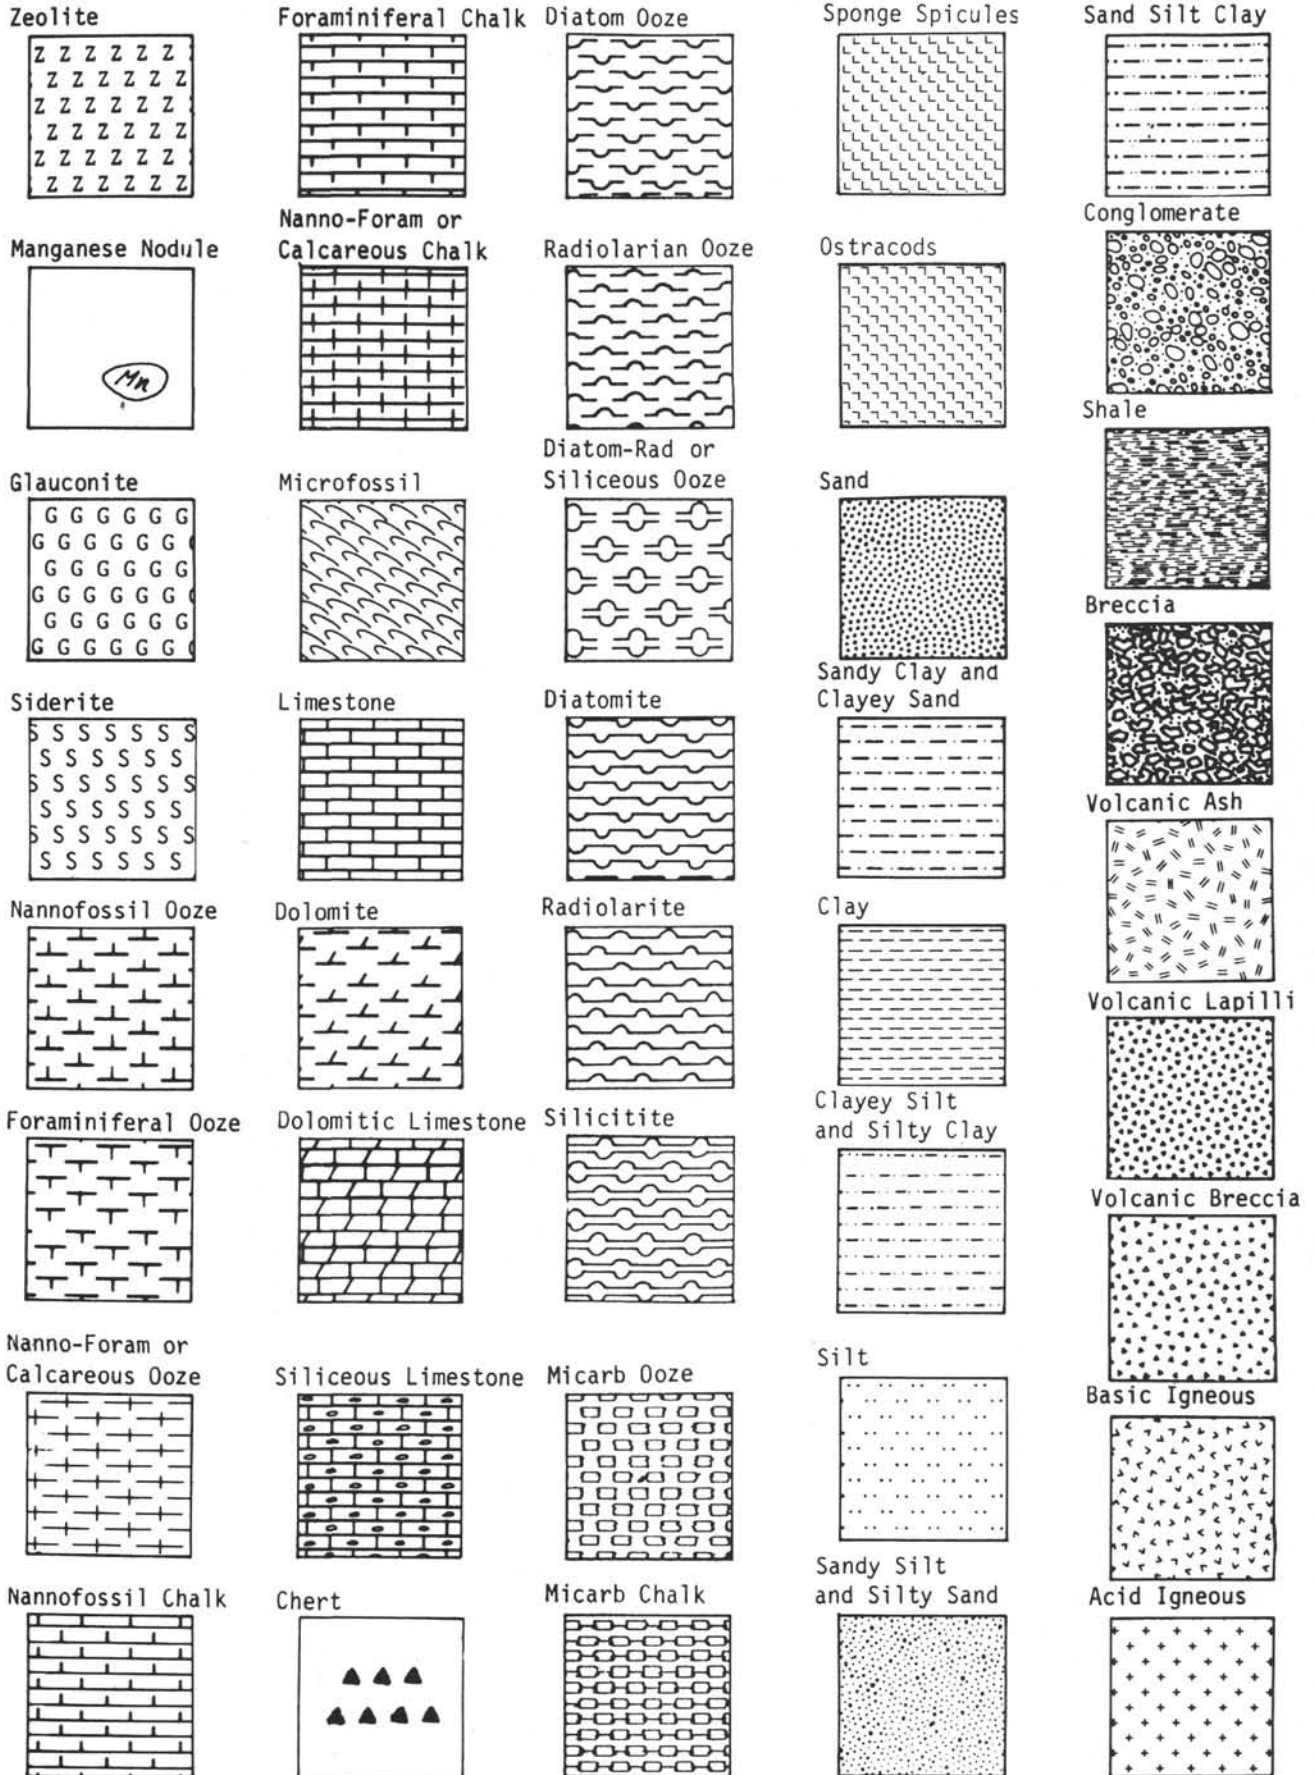 Zeolite
Z Z Z Z Z Z
Z Z Z Z Z Z
Z Z Z Z Z Z
Z Z Z Z Z Z
Z Z Z Z Z Z
Z Z Z Z Z Z
Manganese Nodule
Mn
Glauconite
G G G G G G
G G G G G G
G G G G G G
G G G G G G
G G G G G G
G G G G G G
Siderite
S S S S S S S
S S S S S S
S S S S S S S
S S S S S S
S S S S S S S
S S S S S S
Nannofossil Ooze
Foraminiferal Ooze
Nanno-Foram or
Calcareous Ooze
Nannofossil Chalk
Foraminiferal Chalk
Nanno-Foram or
Calcareous Chalk
Microfossil
Limestone
Dolomite
Dolomitic Limestone
Siliceous Limestone
Chert
Diatom Ooze
Radiolarian Ooze
Diatom-Rad or
Siliceous Ooze
Diatomite
Radiolarite
Silicitite
Micarb Ooze
Micarb Chalk
Sponge Spicules
Ostracods
Sand
Sandy Clay and
Clayey Sand
Clay
Clayey Silt
and Silty Clay
Silt
Sandy Silt
and Silty Sand
Sand Silt Clay
Conglomerate
Shale
Breccia
Volcanic Ash
Volcanic Lapilli
Volcanic Breccia
Basic Igneous
Acid Igneous